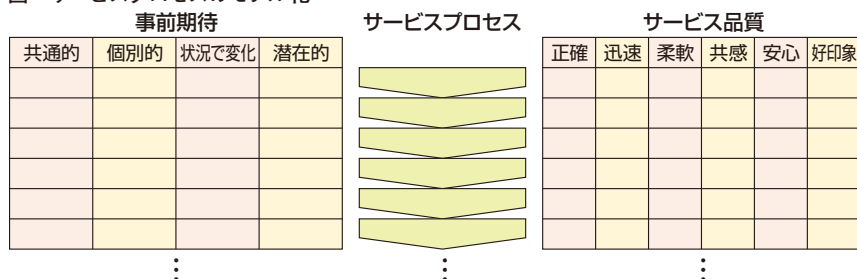 事前期待 サービスプロセス サービス品質
共通的 個別的 状況で変化 潜在的 正確 迅速 柔軟 共感 安心 好印象